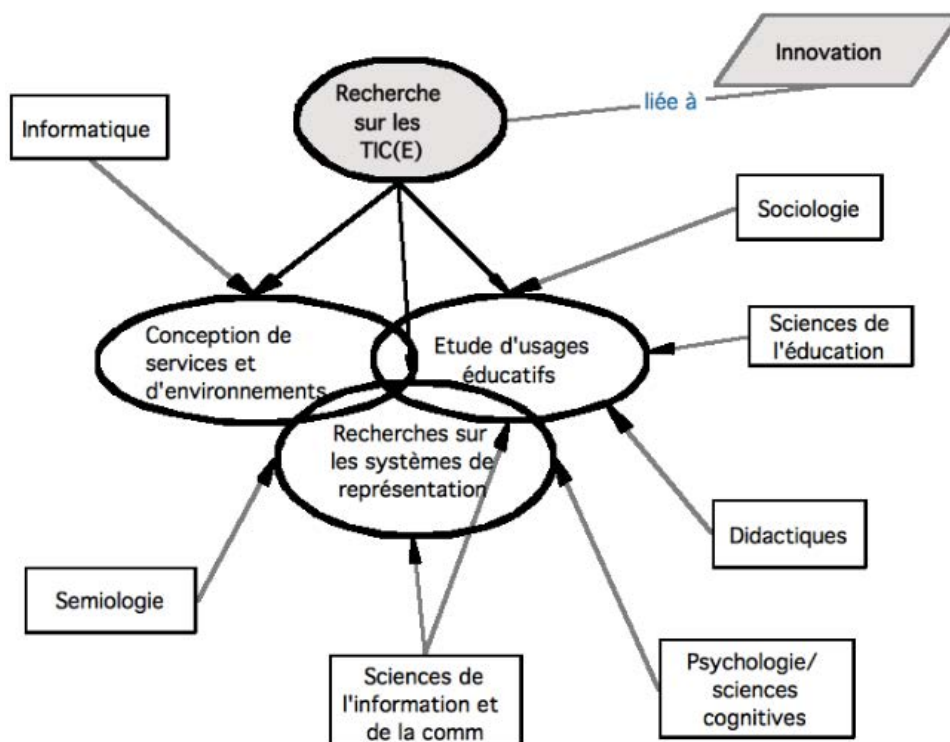 Innovation
Recherche
sur les
TIC(E)
liée à
Informatique
Sociologie
Conception de
services et
d'environnements
Etude d'usages
éducatifs
Sciences de
l'éducation
Recherches sur
les systèmes de
représentation
Didactiques
Semiologie
Sciences de
l'information et
de la comm
Psychologie/
sciences
cognitives